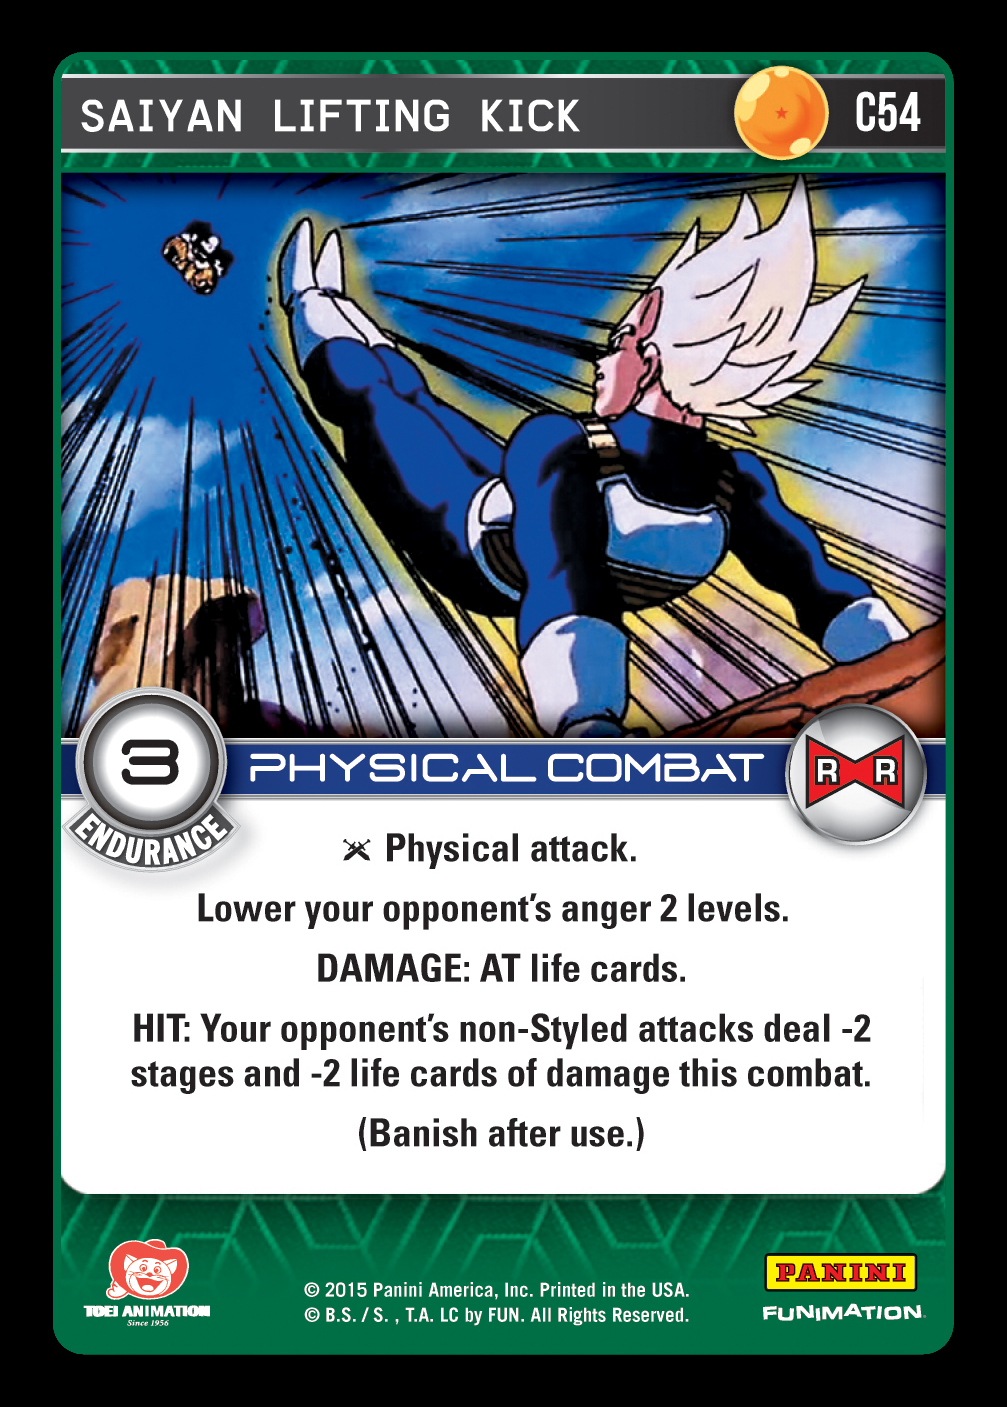 SAIYAN LIFTING KICK
C54
3
ENDURANCE
PHYSICAL COMBAT
R R
Physical attack.
Lower your opponent's anger 2 levels.
DAMAGE: AT life cards.
HIT: Your opponent's non-Styled attacks deal -2
stages and -2 life cards of damage this combat.
(Banish after use.)
TOEI ANIMATION
Since 1956
© 2015 Panini America, Inc. Printed in the USA.
© B.S. / S. , T.A. LC by FUN. All Rights Reserved.
PANINI
FUNIMATION